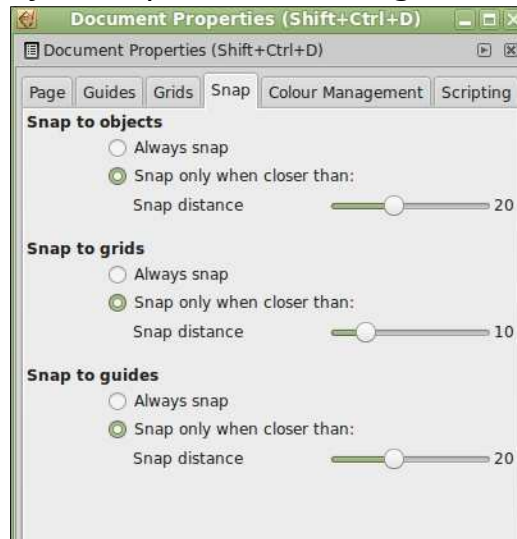 Document Properties (Shift+Ctrl+D)
Document Properties (Shift+Ctrl+D)
Page Guides Grids Snap Colour Management Scripting
Snap to objects
Always snap
Snap only when closer than:
Snap distance 20
Snap to grids
Always snap
Snap only when closer than:
Snap distance 10
Snap to guides
Always snap
Snap only when closer than:
Snap distance 20